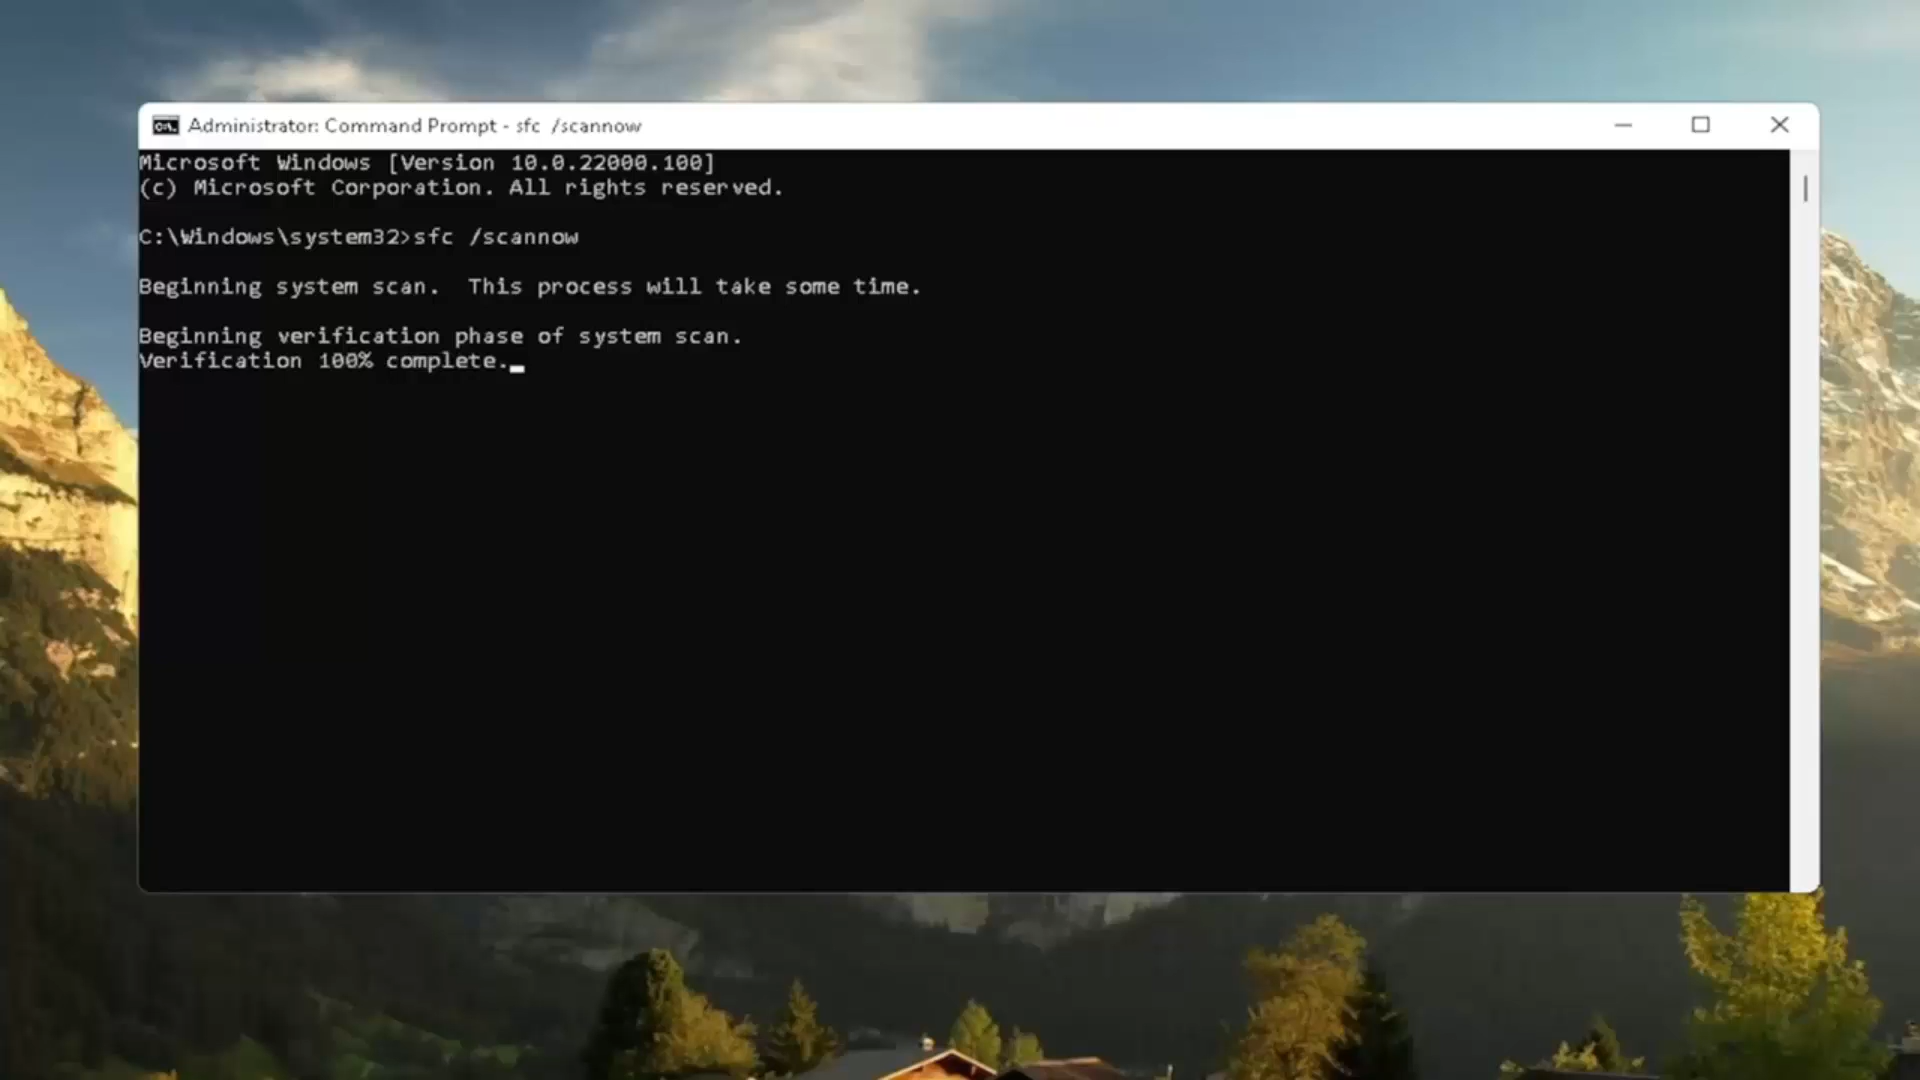 Administrator: Command Prompt - sfc /scannow
Microsoft Windows [Version 10.0.22000.100]
(c) Microsoft Corporation. All rights reserved.
C:\Windows\system32>sfc /scannow
Beginning system scan.  This process will take some time.
Beginning verification phase of system scan.
Verification 100% complete.